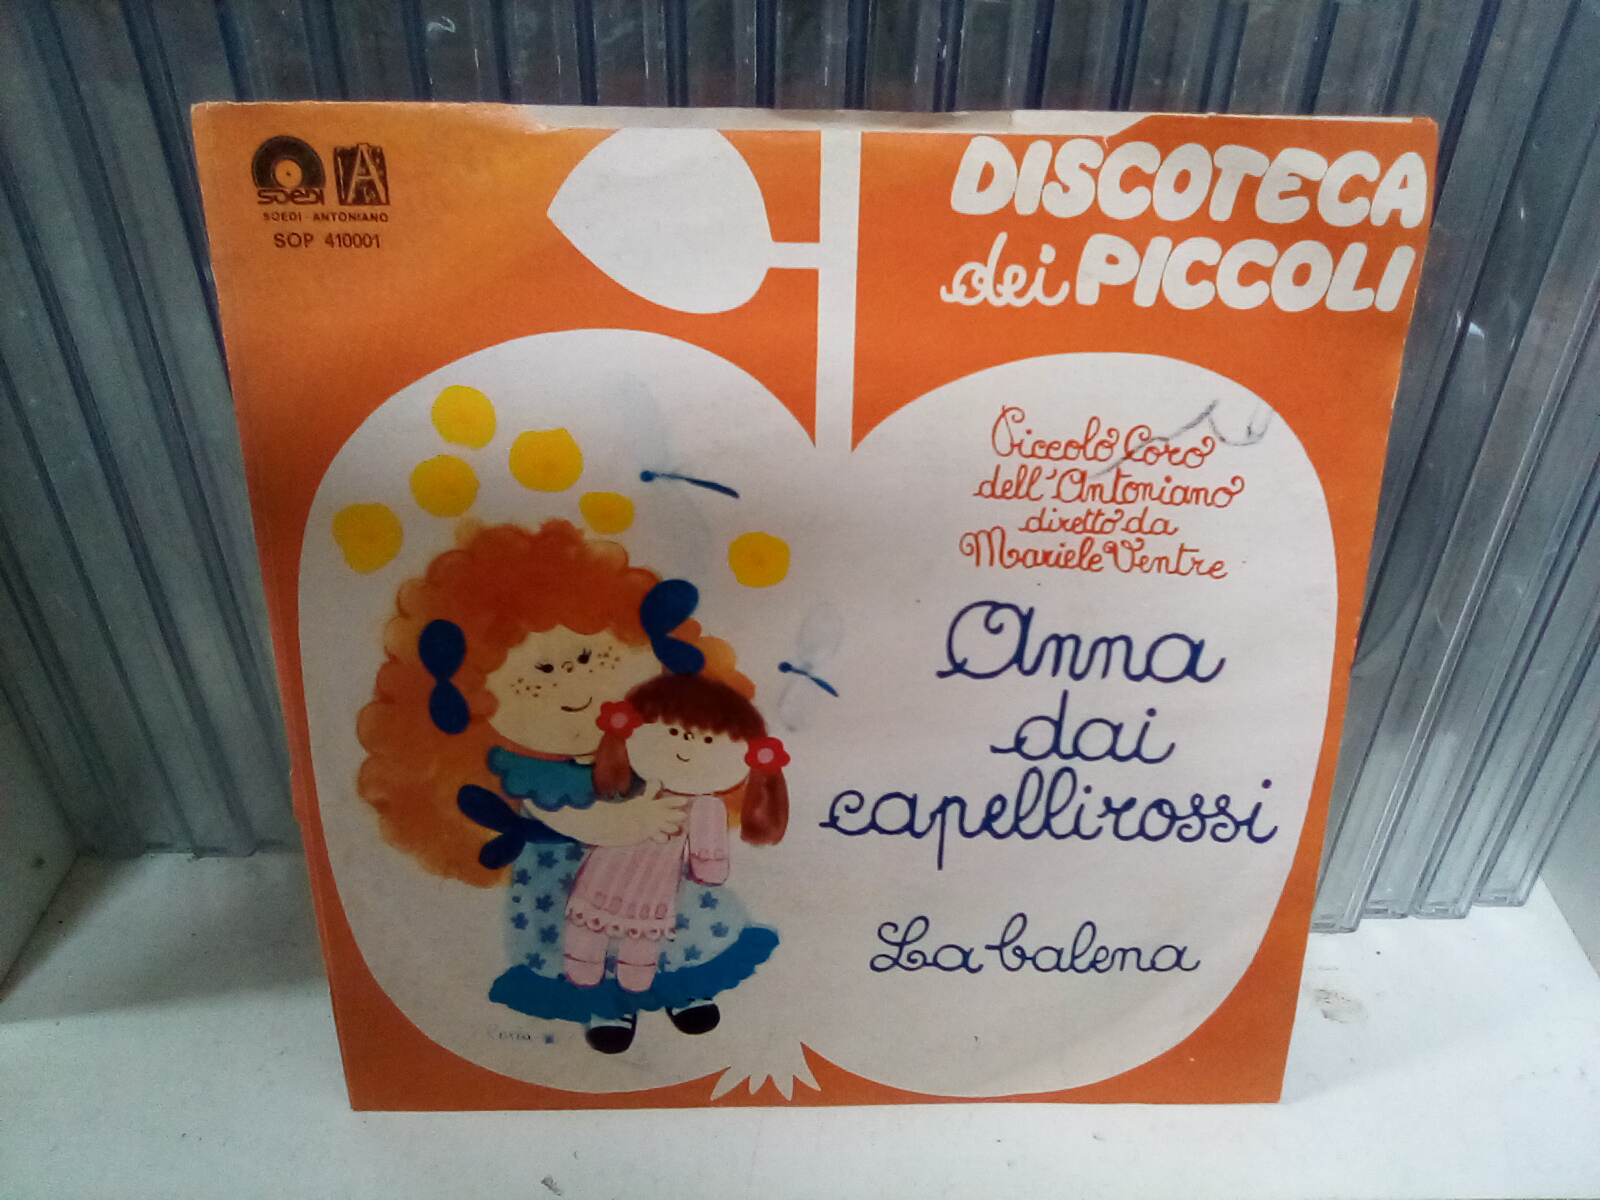 SOEDI A
SOEDI - ANTONIANO
SOP 410001
DISCOTECA
dei PICCOLI
Piccolo Coro
dell'Antoniano
diretto da
Mariele Ventre
Anna
dai
capellirossi
La balena